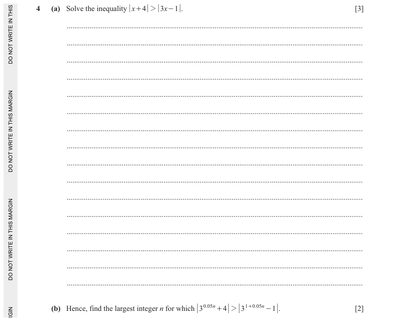 DO NOT WRITE IN THIS
DO NOT WRITE IN THIS MARGIN
DO NOT WRITE IN THIS MARGIN
GIN
4 (a) Solve the inequality |x+4| > |3x−1|. [3]
(b) Hence, find the largest integer n for which |3^{0.05n} + 4| > |3^{1+0.05n} − 1|. [2]